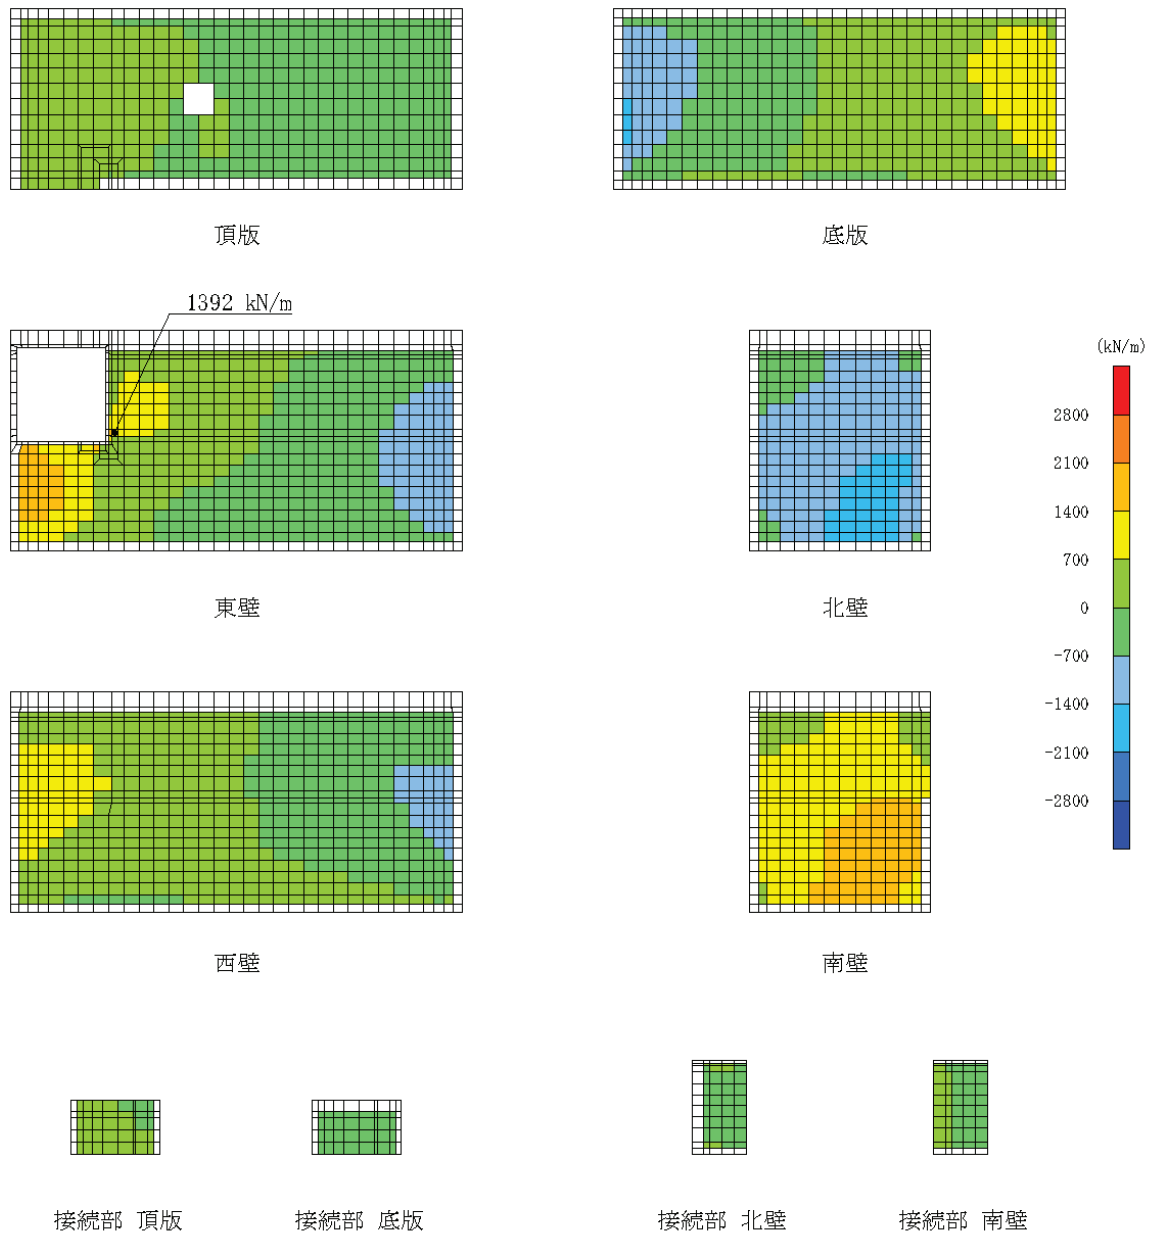 頂版
底版
1392 kN/m
東壁
北壁
(kN/m)
2800
2100
1400
700
0
-700
-1400
-2100
-2800
西壁
南壁
接続部 頂版
接続部 底版
接続部 北壁
接続部 南壁